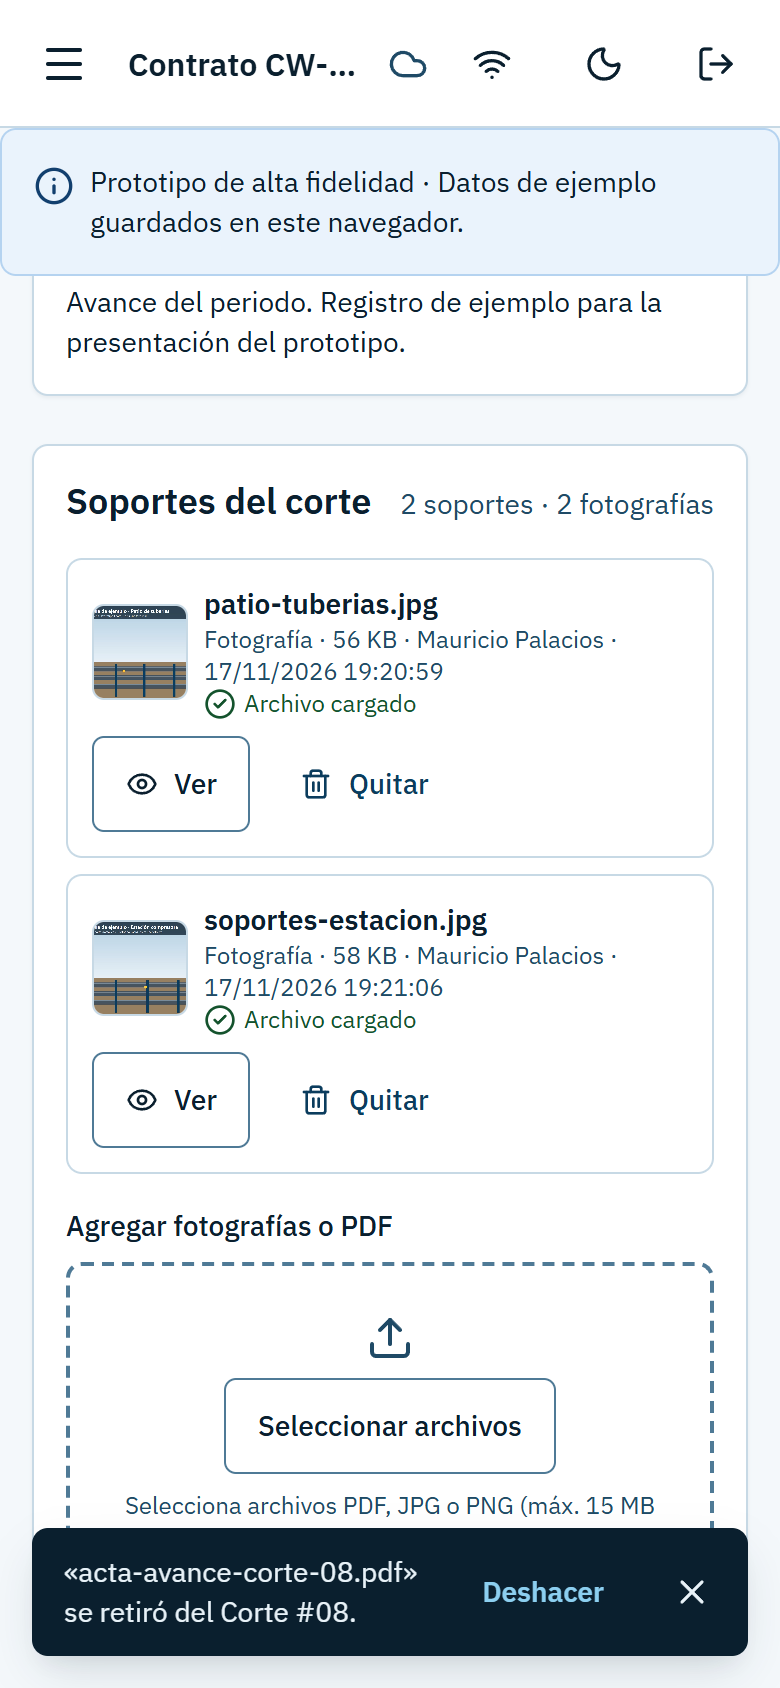 Contrato CW-...
Prototipo de alta fidelidad · Datos de ejemplo
guardados en este navegador.
Avance del periodo. Registro de ejemplo para la
presentación del prototipo.
Soportes del corte
2 soportes · 2 fotografías
patio-tuberias.jpg
Fotografía · 56 KB · Mauricio Palacios ·
17/11/2026 19:20:59
Archivo cargado
Ver
Quitar
soportes-estacion.jpg
Fotografía · 58 KB · Mauricio Palacios ·
17/11/2026 19:21:06
Archivo cargado
Ver
Quitar
Agregar fotografías o PDF
Seleccionar archivos
Selecciona archivos PDF, JPG o PNG (máx. 15 MB
«acta-avance-corte-08.pdf»
se retiró del Corte #08.
Deshacer